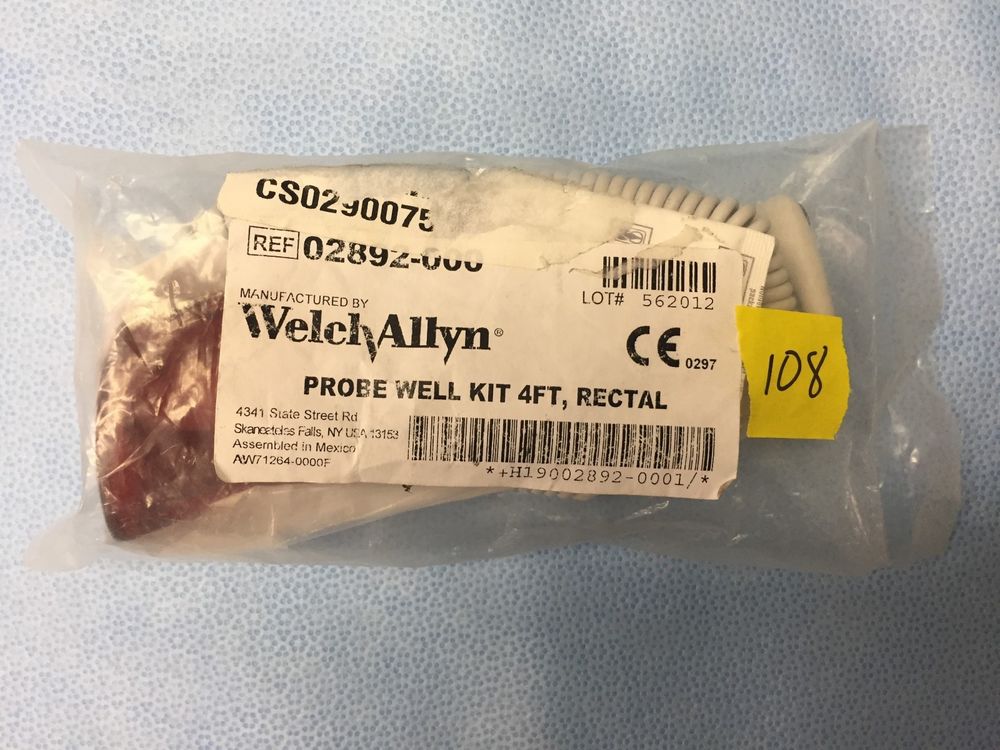 CS0290075
REF 02892-000
LOT# 562012
MANUFACTURED BY
WelchAllyn®
CE 0297
PROBE WELL KIT 4FT, RECTAL
4341 State Street Rd
Skaneateles Falls, NY USA 13153
Assembled in Mexico
AW71264-0000F
*+H19002892-0001/*
108